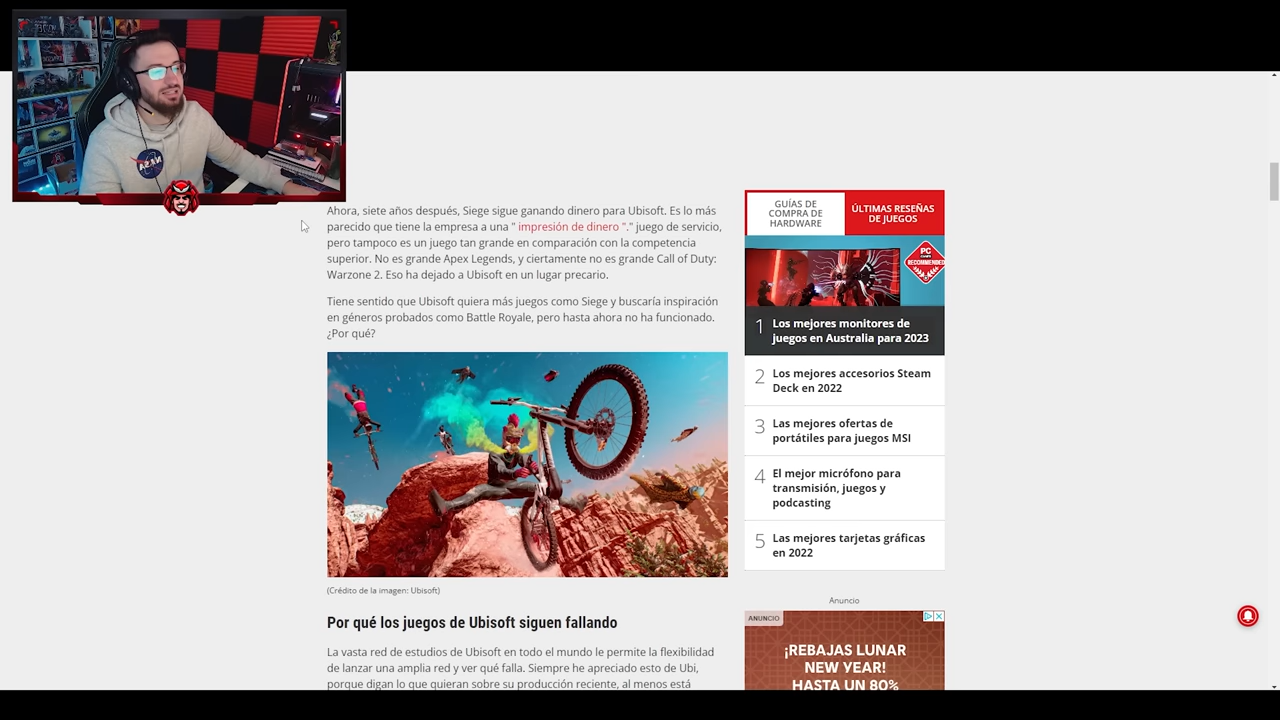 NASA
Ahora, siete años después, Siege sigue ganando dinero para Ubisoft. Es lo más
parecido que tiene la empresa a una " impresión de dinero "." juego de servicio,
pero tampoco es un juego tan grande en comparación con la competencia
superior. No es grande Apex Legends, y ciertamente no es grande Call of Duty:
Warzone 2. Eso ha dejado a Ubisoft en un lugar precario.
Tiene sentido que Ubisoft quiera más juegos como Siege y buscaría inspiración
en géneros probados como Battle Royale, pero hasta ahora no ha funcionado.
¿Por qué?
(Crédito de la imagen: Ubisoft)
Por qué los juegos de Ubisoft siguen fallando
La vasta red de estudios de Ubisoft en todo el mundo le permite la flexibilidad
de lanzar una amplia red y ver qué falla. Siempre he apreciado esto de Ubi,
porque digan lo que quieran sobre su producción reciente, al menos está
GUÍAS DE
COMPRA DE
HARDWARE
ÚLTIMAS RESEÑAS
DE JUEGOS
PC
GAMER
RECOMMENDED
1 Los mejores monitores de
juegos en Australia para 2023
2 Los mejores accesorios Steam
Deck en 2022
3 Las mejores ofertas de
portátiles para juegos MSI
4 El mejor micrófono para
transmisión, juegos y
podcasting
5 Las mejores tarjetas gráficas
en 2022
Anuncio
ANUNCIO
¡REBAJAS LUNAR
NEW YEAR!
HASTA UN 80%